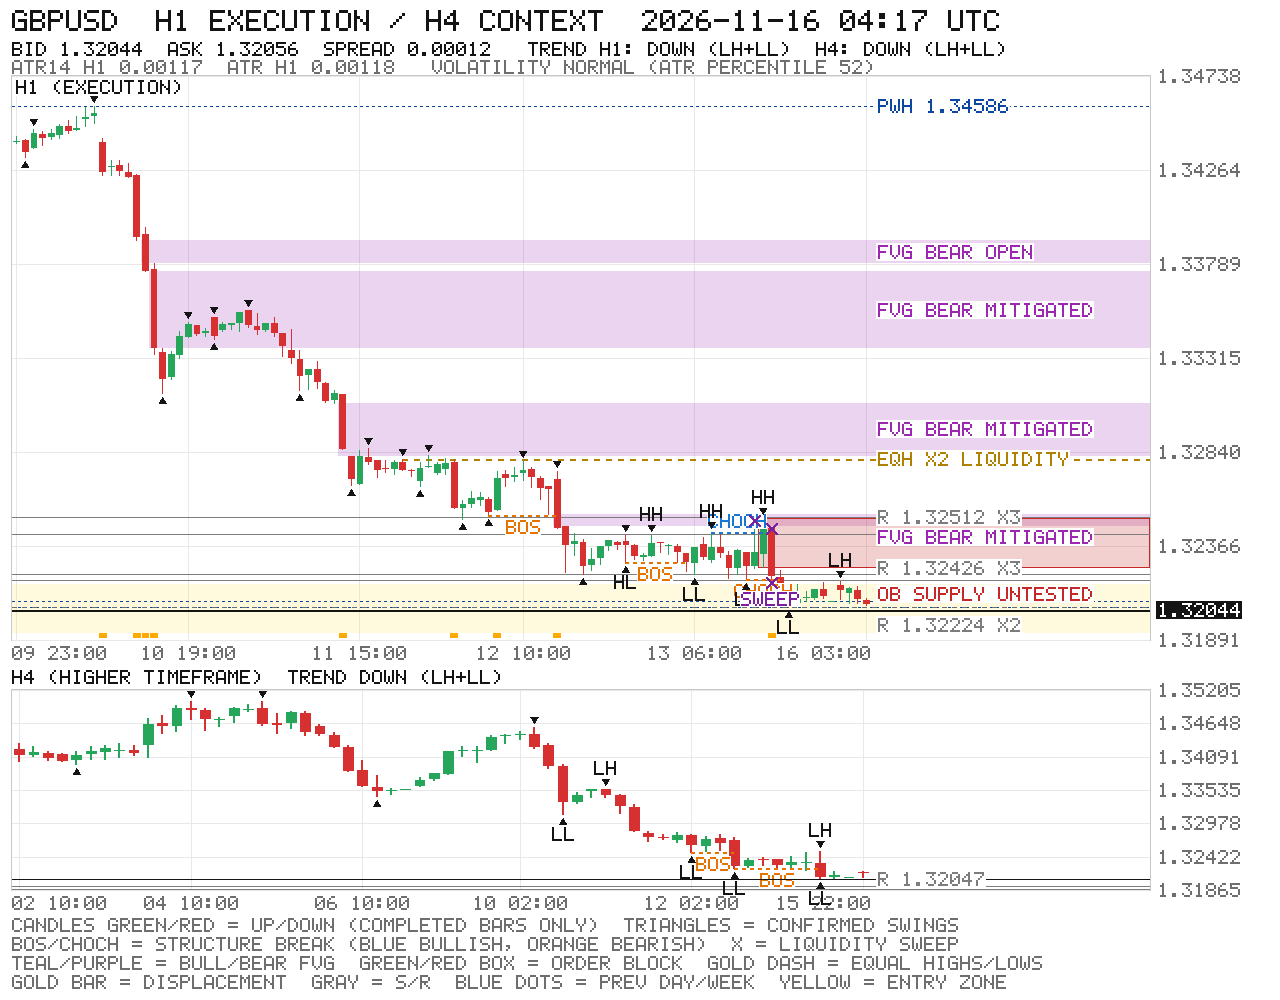 GBPUSD  H1 EXECUTION / H4 CONTEXT  2026-11-16 04:17 UTC
BID 1.32044  ASK 1.32056  SPREAD 0.00012  TREND H1: DOWN (LH+LL)  H4: DOWN (LH+LL)
ATR14 H1 0.00117  ATR H1 0.00118  VOLATILITY NORMAL (ATR PERCENTILE 52)
1.34738
H1 (EXECUTION)
PWH 1.34586
1.34264
FVG BEAR OPEN
1.33789
FVG BEAR MITIGATED
1.33315
FVG BEAR MITIGATED
1.32840
EQH X2 LIQUIDITY
HH
HH
HH
CHOCH
R 1.32512 X3
BOS
FVG BEAR MITIGATED
1.32366
LH
R 1.32426 X3
BOS
HL
LL
SWEEP
OB SUPPLY UNTESTED
1.32044
LL
R 1.32224 X2
1.31891
09 23:00
10 19:00
11 15:00
12 10:00
13 06:00
16 03:00
H4 (HIGHER TIMEFRAME)  TREND DOWN (LH+LL)
1.35205
1.34648
1.34091
LH
1.33535
1.32978
LL
LH
1.32422
BOS
LL
BOS
R 1.32047
LL
1.31865
LL
02 10:00
04 10:00
06 10:00
10 02:00
12 02:00
15 22:00
CANDLES GREEN/RED = UP/DOWN (COMPLETED BARS ONLY)  TRIANGLES = CONFIRMED SWINGS
BOS/CHOCH = STRUCTURE BREAK (BLUE BULLISH, ORANGE BEARISH)  X = LIQUIDITY SWEEP
TEAL/PURPLE = BULL/BEAR FVG  GREEN/RED BOX = ORDER BLOCK  GOLD DASH = EQUAL HIGHS/LOWS
GOLD BAR = DISPLACEMENT  GRAY = S/R  BLUE DOTS = PREV DAY/WEEK  YELLOW = ENTRY ZONE